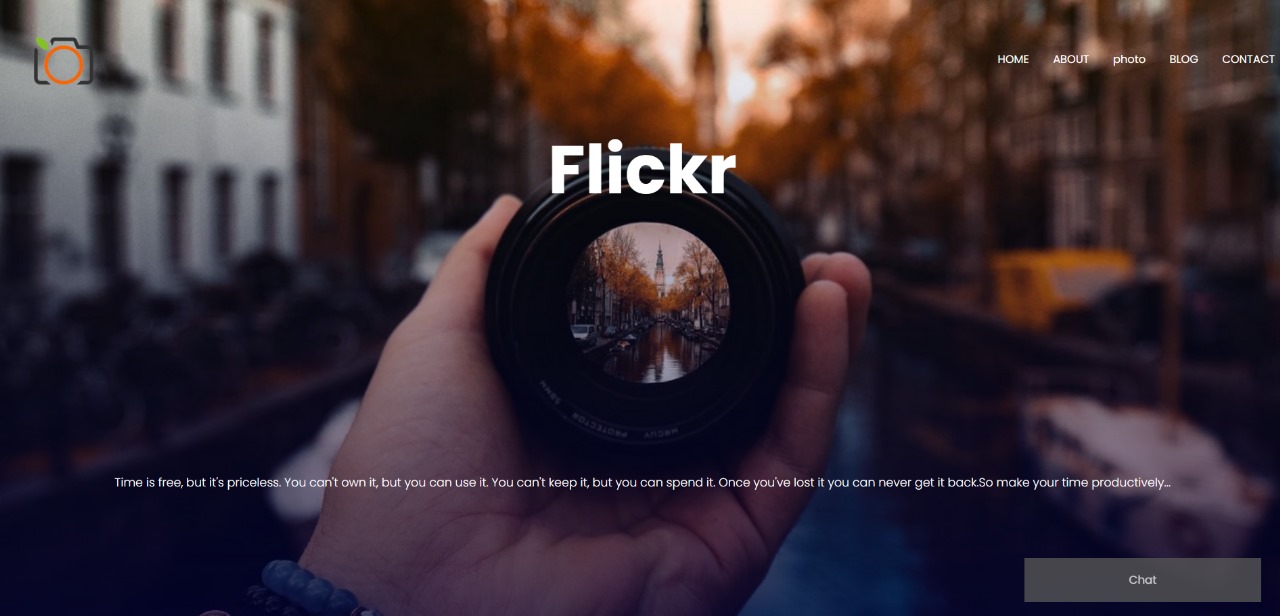 HOME ABOUT photo BLOG CONTACT
Flickr
PROTECTOR 58MM
Time is free, but it's priceless. You can't own it, but you can use it. You can't keep it, but you can spend it. Once you've lost it you can never get it back.So make your time productively...
Chat